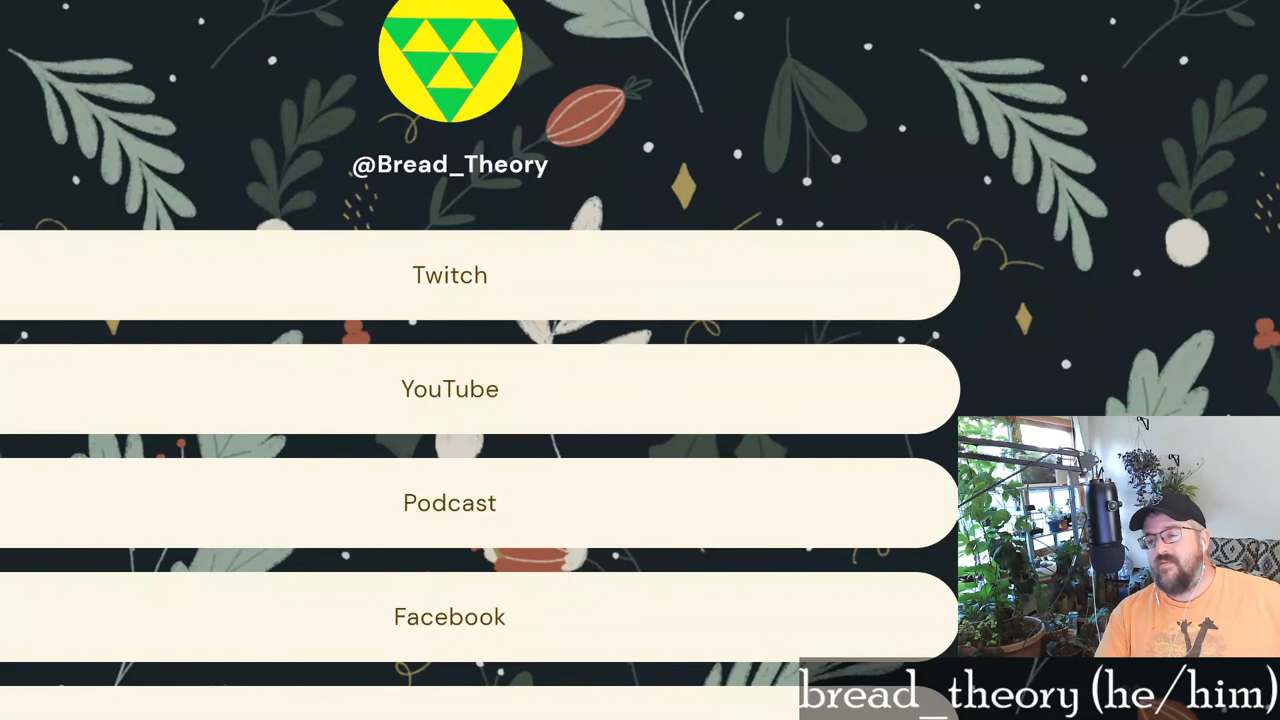 @Bread_Theory
Twitch
YouTube
Podcast
Facebook
bread_theory (he/him)